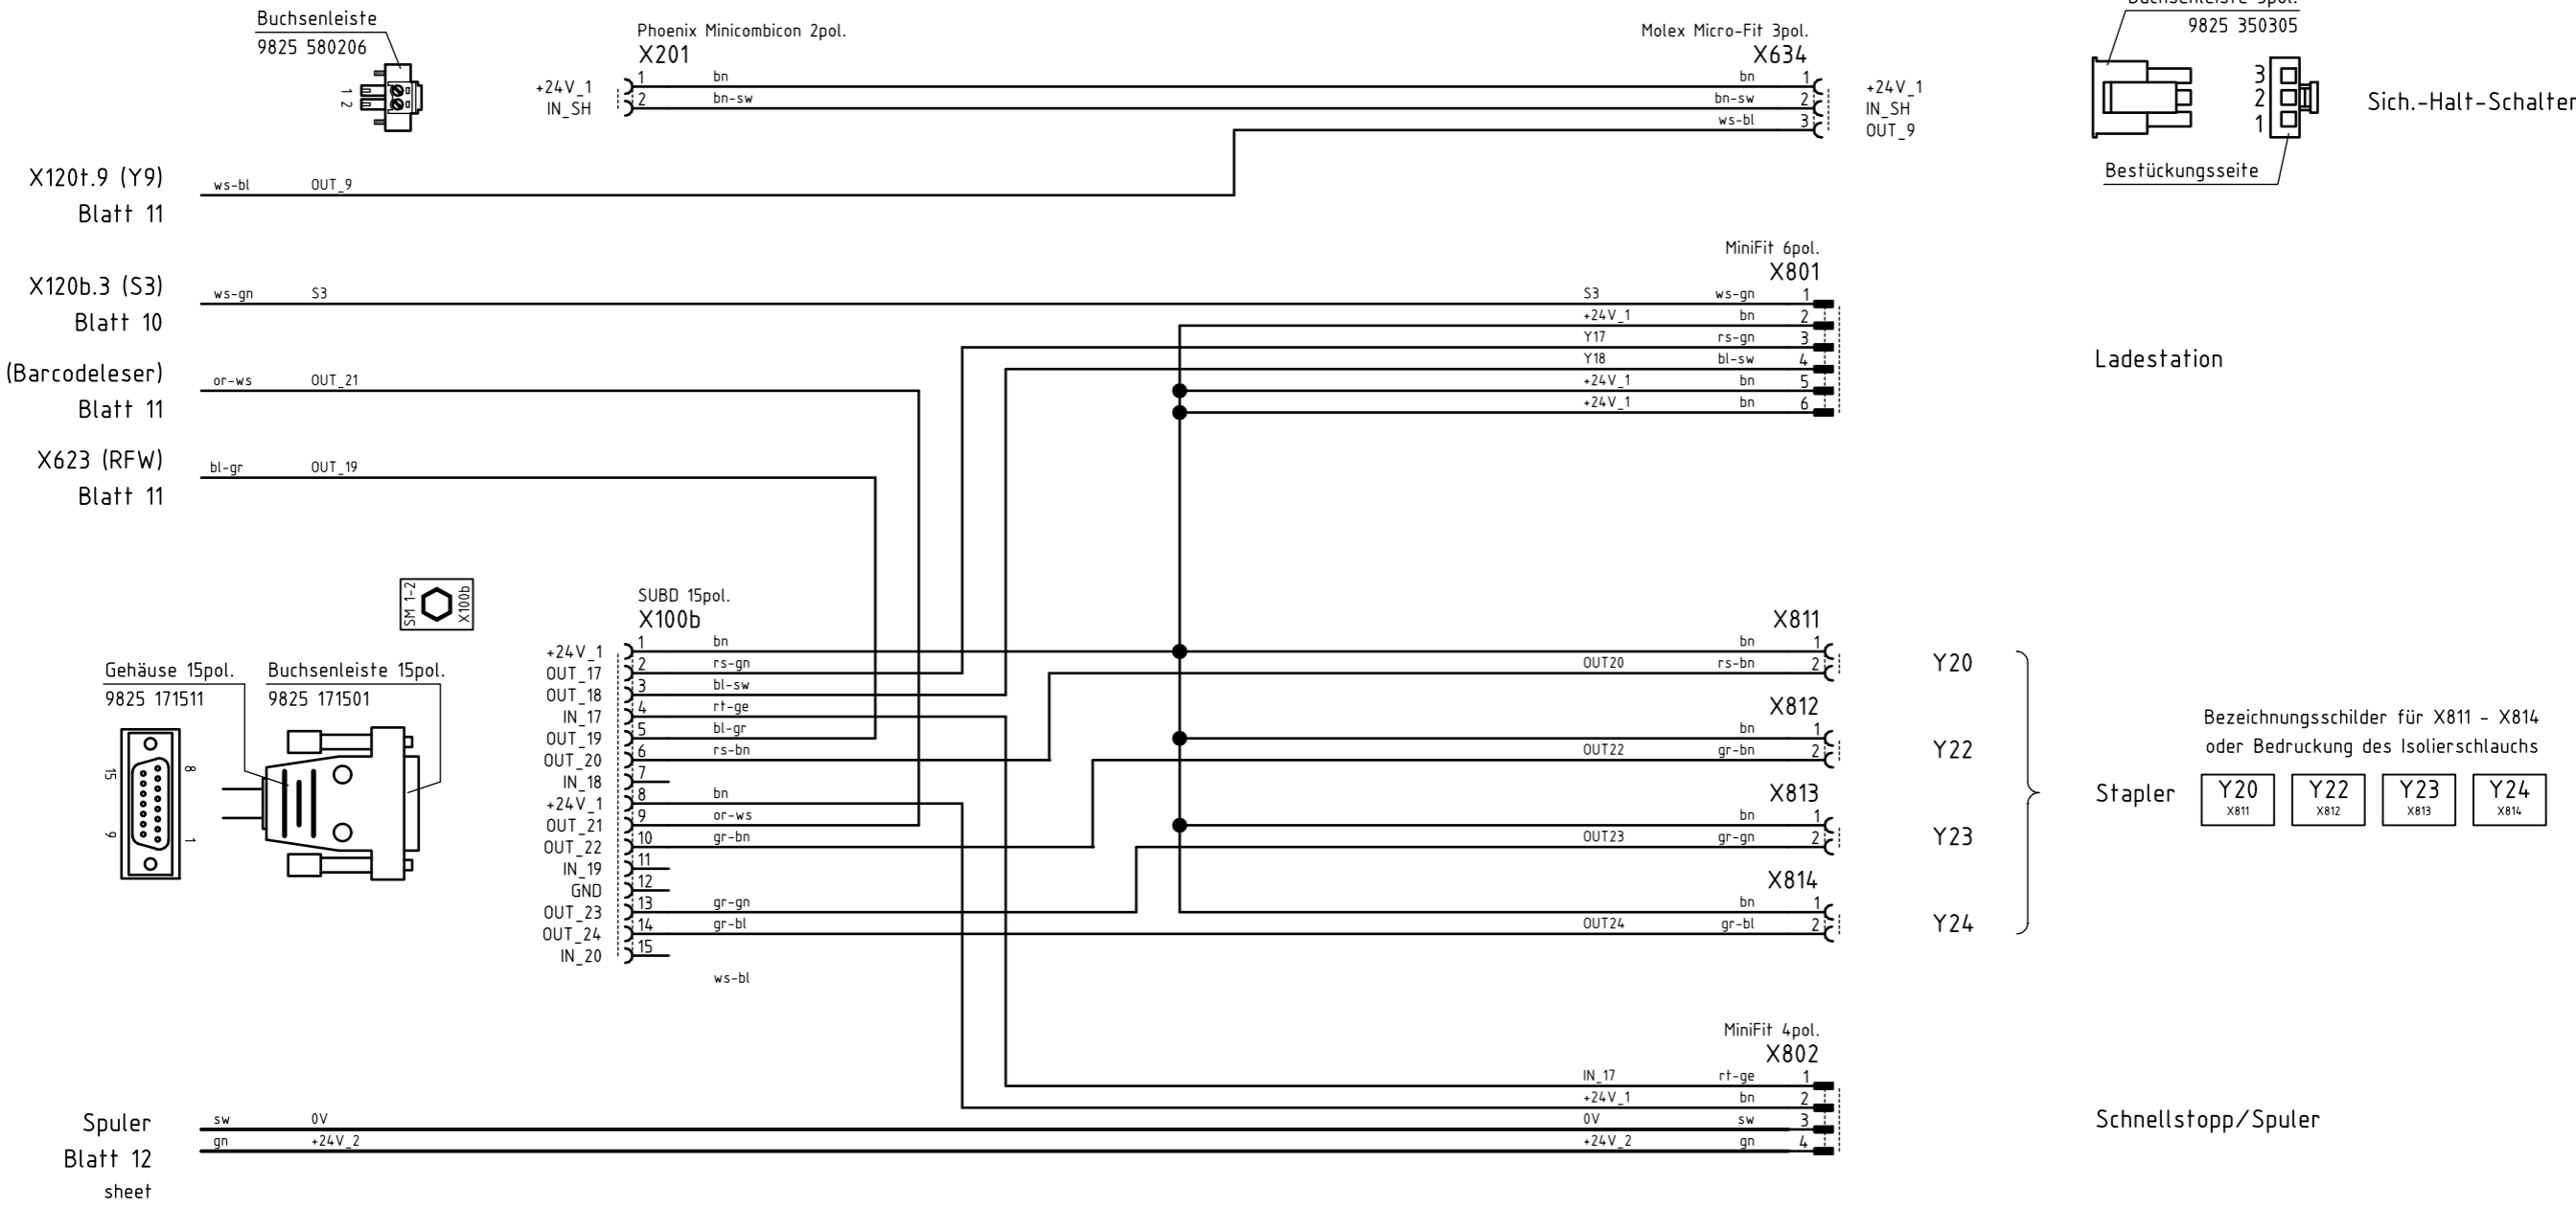 Buchsenleiste
9825 580206
1
2
Phoenix Minicombicon 2pol.
X201
+24V_1 1 bn
IN_SH 2 bn-sw
Molex Micro-Fit 3pol.
X634
bn 1 +24V_1
bn-sw 2 IN_SH
ws-bl 3 OUT_9
Buchsenleiste 3pol.
9825 350305
3
2
1
Bestückungsseite
Sich.-Halt-Schalter
X120t.9 (Y9)
Blatt 11
ws-bl OUT_9
X120b.3 (S3)
Blatt 10
ws-gn S3
(Barcodeleser)
Blatt 11
or-ws OUT_21
X623 (RFW)
Blatt 11
bl-gr OUT_19
MiniFit 6pol.
X801
S3 ws-gn 1
+24V_1 bn 2
Y17 rs-gn 3
Y18 bl-sw 4
+24V_1 bn 5
+24V_1 bn 6
Ladestation
SM 1-2
X100b
Gehäuse 15pol.
9825 171511
Buchsenleiste 15pol.
9825 171501
15
8
9
1
SUBD 15pol.
X100b
+24V_1 1 bn
OUT_17 2 rs-gn
OUT_18 3 bl-sw
IN_17 4 rt-ge
OUT_19 5 bl-gr
OUT_20 6 rs-bn
IN_18 7
+24V_1 8 bn
OUT_21 9 or-ws
OUT_22 10 gr-bn
IN_19 11
GND 12
OUT_23 13 gr-gn
OUT_24 14 gr-bl
IN_20 15
ws-bl
X811
bn 1
OUT20 rs-bn 2
Y20
X812
bn 1
OUT22 gr-bn 2
Y22
X813
bn 1
OUT23 gr-gn 2
Y23
X814
bn 1
OUT24 gr-bl 2
Y24
Stapler
Bezeichnungsschilder für X811 - X814
oder Bedruckung des Isolierschlauchs
Y20 Y22 Y23 Y24
X811 X812 X813 X814
MiniFit 4pol.
X802
IN_17 rt-ge 1
+24V_1 bn 2
0V sw 3
+24V_2 gn 4
Schnellstopp/Spuler
Spuler
Blatt 12
sheet
sw 0V
gn +24V_2